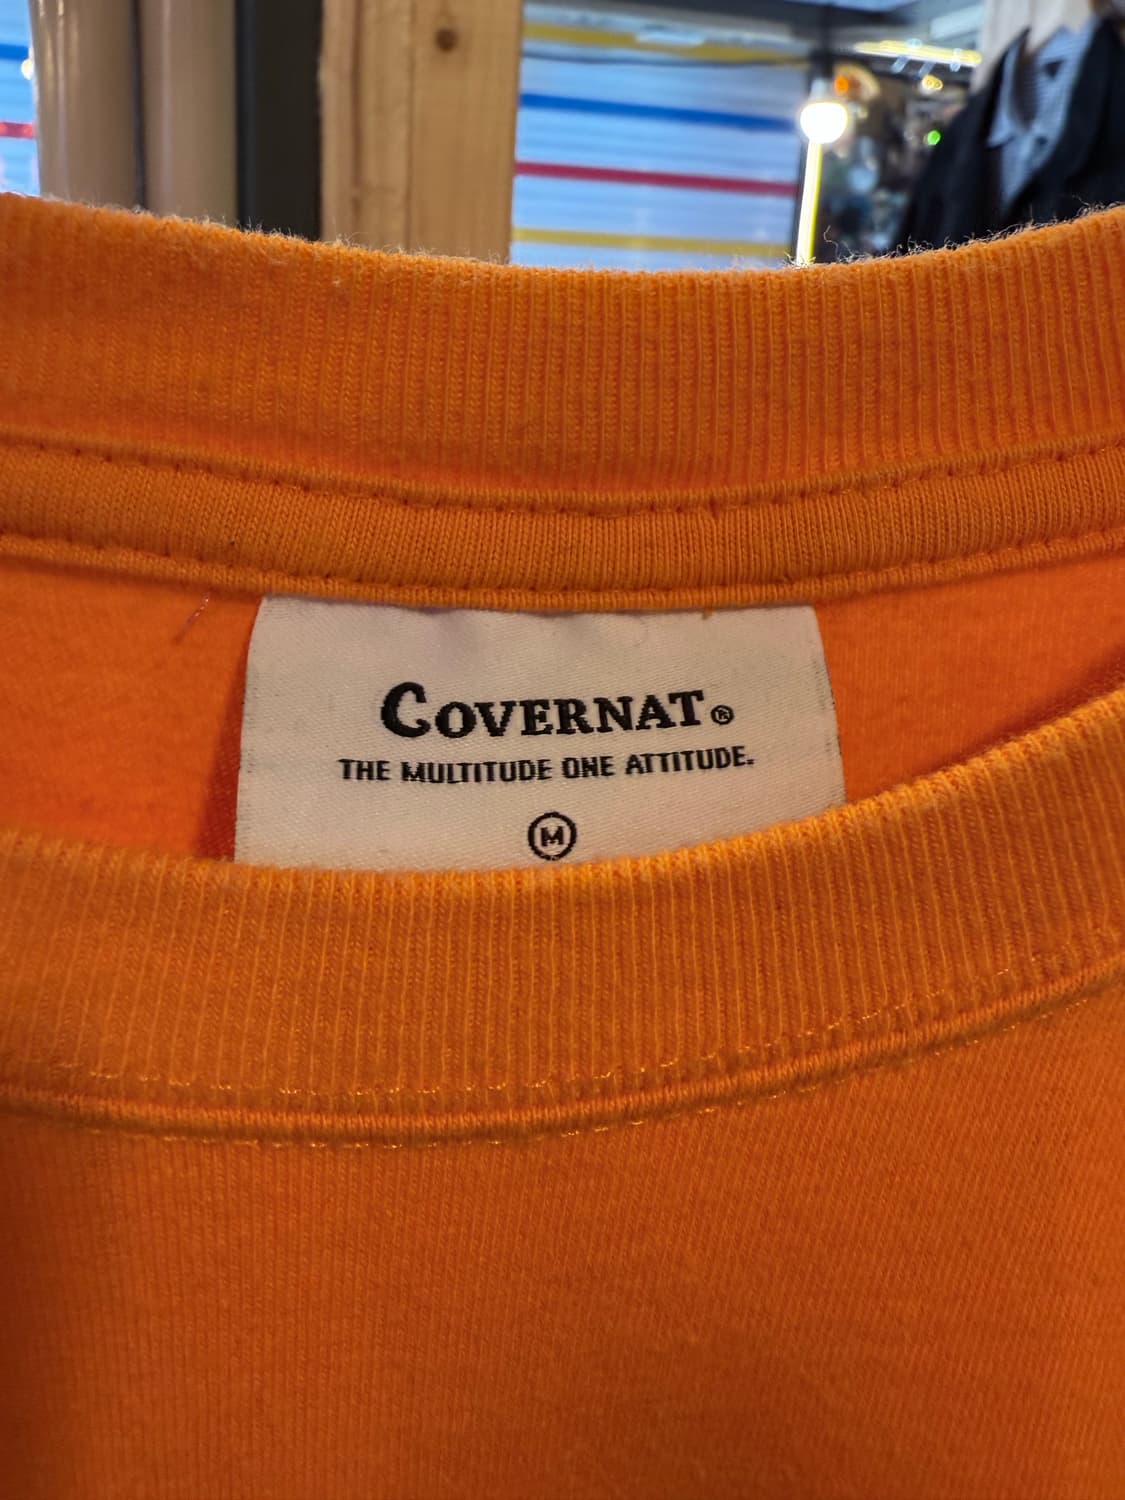 COVERNAT®
THE MULTITUDE ONE ATTITUDE.
M